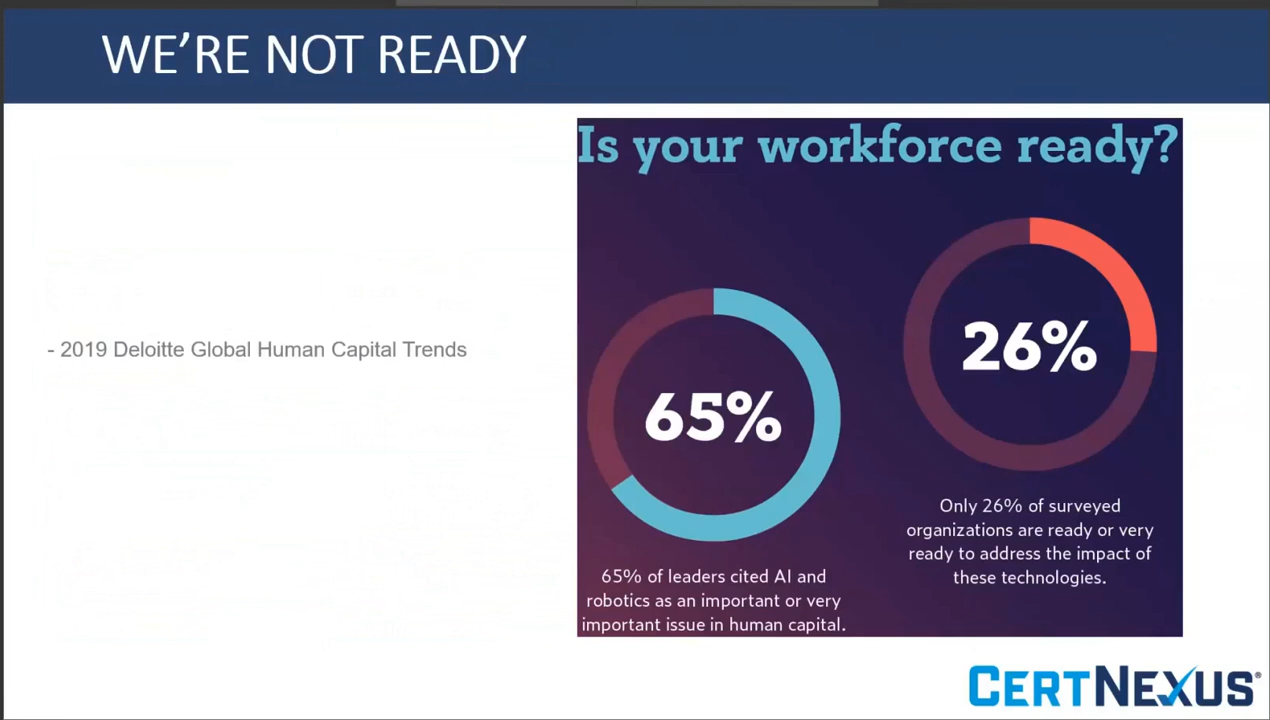 WE’RE NOT READY
- 2019 Deloitte Global Human Capital Trends
Is your workforce ready?
65%
65% of leaders cited AI and
robotics as an important or very
important issue in human capital.
26%
Only 26% of surveyed
organizations are ready or very
ready to address the impact of
these technologies.
CERTNEXUS®